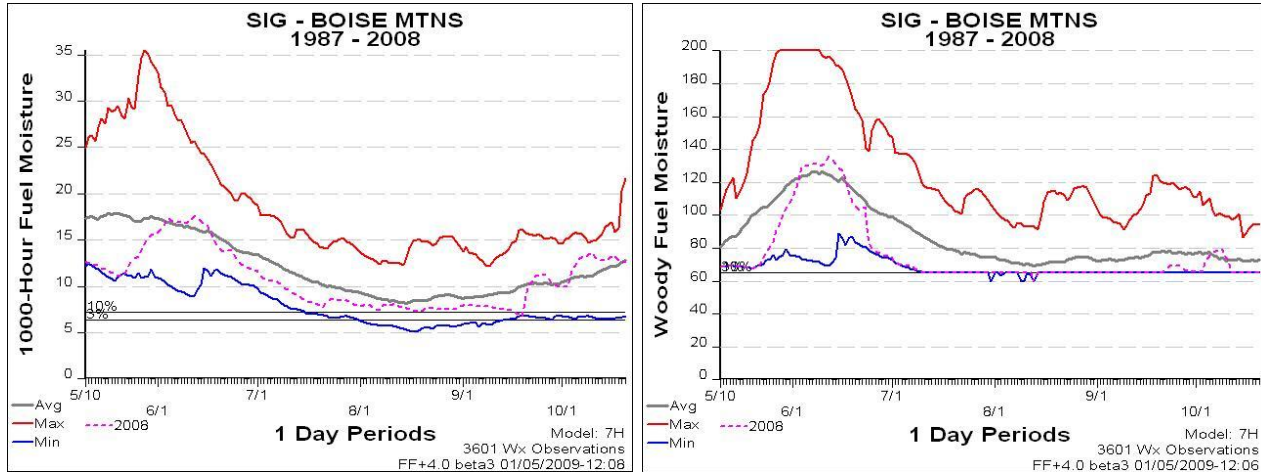 SIG - BOISE MTNS
1987 - 2008
1000-Hour Fuel Moisture
35
30
25
20
15
10
5
0
10%
3%
5/10
6/1
7/1
8/1
9/1
10/1
Avg
Max
Min
2008
1 Day Periods
Model: 7H
3601 Wx Observations
FF+4.0 beta3 01/05/2009-12:08
SIG - BOISE MTNS
1987 - 2008
Woody Fuel Moisture
200
180
160
140
120
100
80
60
40
20
0
5/10
6/1
7/1
8/1
9/1
10/1
Avg
Max
Min
2008
1 Day Periods
Model: 7H
3601 Wx Observations
FF+4.0 beta3 01/05/2009-12:06